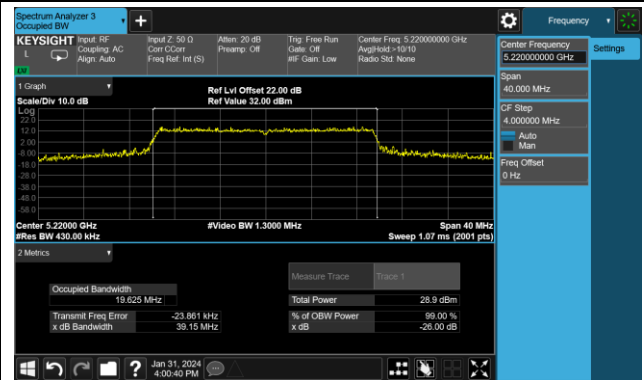 Spectrum Analyzer 3
Occupied BW
Frequency
KEYSIGHT
L
Input: RF
Coupling: AC
Align: Auto
Input Z: 50 Ω
Corr CCorr
Freq Ref: Int (S)
Atten: 20 dB
Preamp: Off
Trig: Free Run
Gate: Off
#IF Gain: Low
Center Freq: 5.220000000 GHz
Avg|Hold:>10/10
Radio Std: None
Center Frequency
5.220000000 GHz
Settings
Span
40.000 MHz
CF Step
4.000000 MHz
Auto
Man
Freq Offset
0 Hz
1 Graph
Scale/Div 10.0 dB
Ref Lvl Offset 22.00 dB
Ref Value 32.00 dBm
Log
22.0
12.0
2.00
-8.00
-18.0
-28.0
-38.0
-48.0
-58.0
Center 5.22000 GHz
#Video BW 1.3000 MHz
Span 40 MHz
#Res BW 430.00 kHz
Sweep 1.07 ms (2001 pts)
2 Metrics
Measure Trace Trace 1
Occupied Bandwidth
19.625 MHz
Total Power 28.9 dBm
Transmit Freq Error -23.861 kHz
% of OBW Power 99.00 %
x dB Bandwidth 39.15 MHz
x dB -26.00 dB
Jan 31, 2024
4:00:40 PM